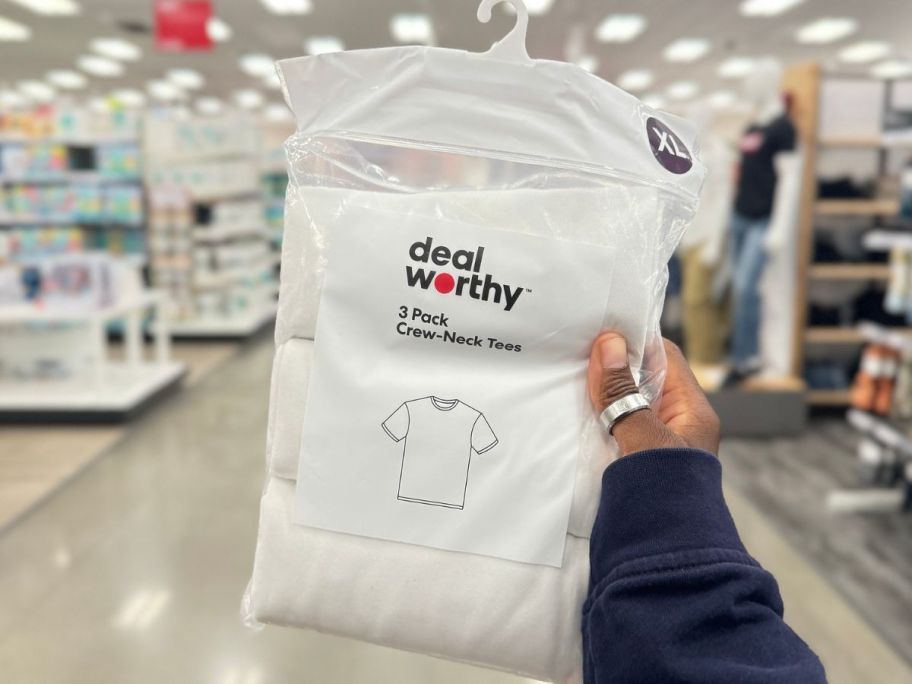 XL
deal
worthy™
3 Pack
Crew-Neck Tees